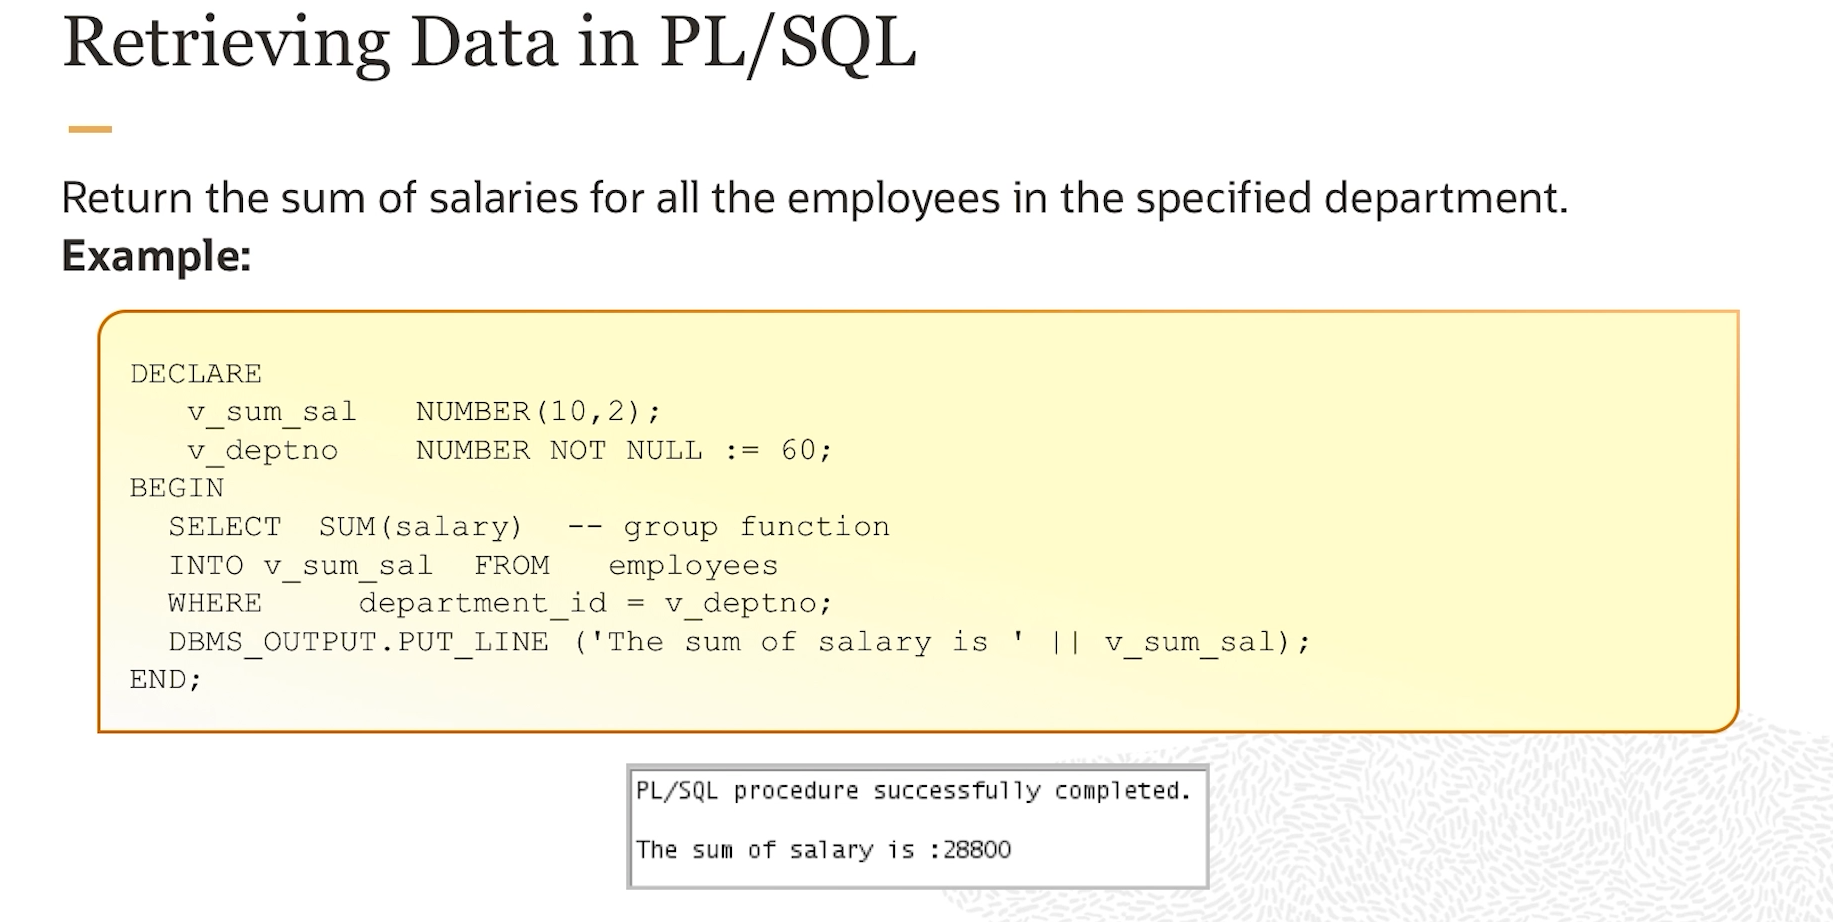 Retrieving Data in PL/SQL
Return the sum of salaries for all the employees in the specified department.
Example:
DECLARE
   v_sum_sal   NUMBER(10,2);
   v_deptno    NUMBER NOT NULL := 60;
BEGIN
  SELECT  SUM(salary)  -- group function
  INTO v_sum_sal  FROM   employees
  WHERE     department_id = v_deptno;
  DBMS_OUTPUT.PUT_LINE ('The sum of salary is ' || v_sum_sal);
END;
PL/SQL procedure successfully completed.
The sum of salary is :28800